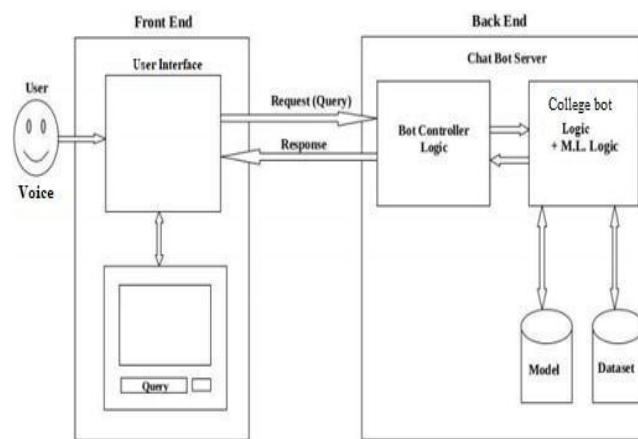 Front End
Back End
User Interface
Chat Bot Server
User
Request (Query)
College bot
Bot Controller
Logic
Logic
+ M.L. Logic
Response
Voice
Query
Model
Dataset